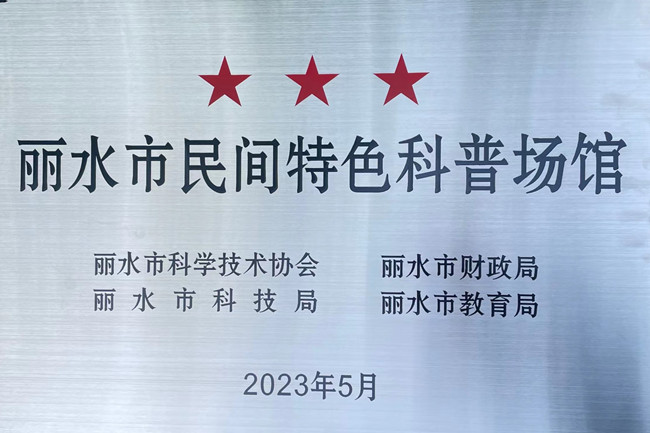 丽水市民间特色科普场馆
丽水市科学技术协会 丽水市财政局
丽水市科技局 丽水市教育局
2023年5月